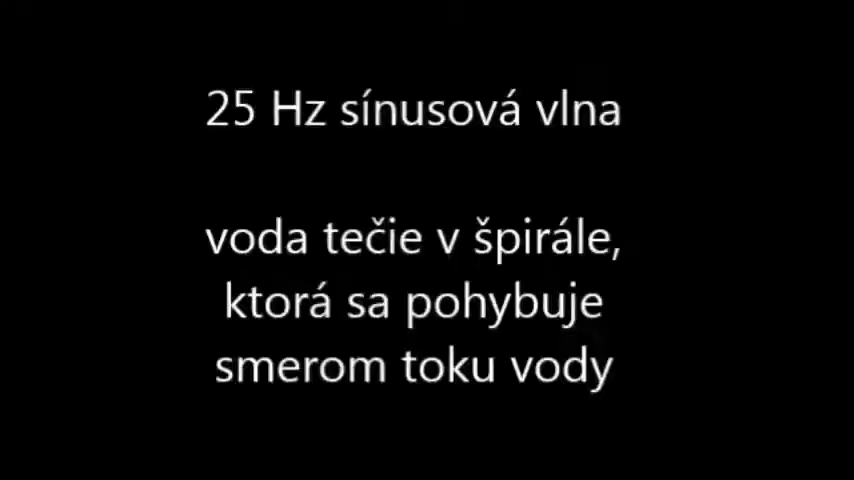 25 Hz sínusová vlna
voda tečie v špirále,
ktorá sa pohybuje
smerom toku vody